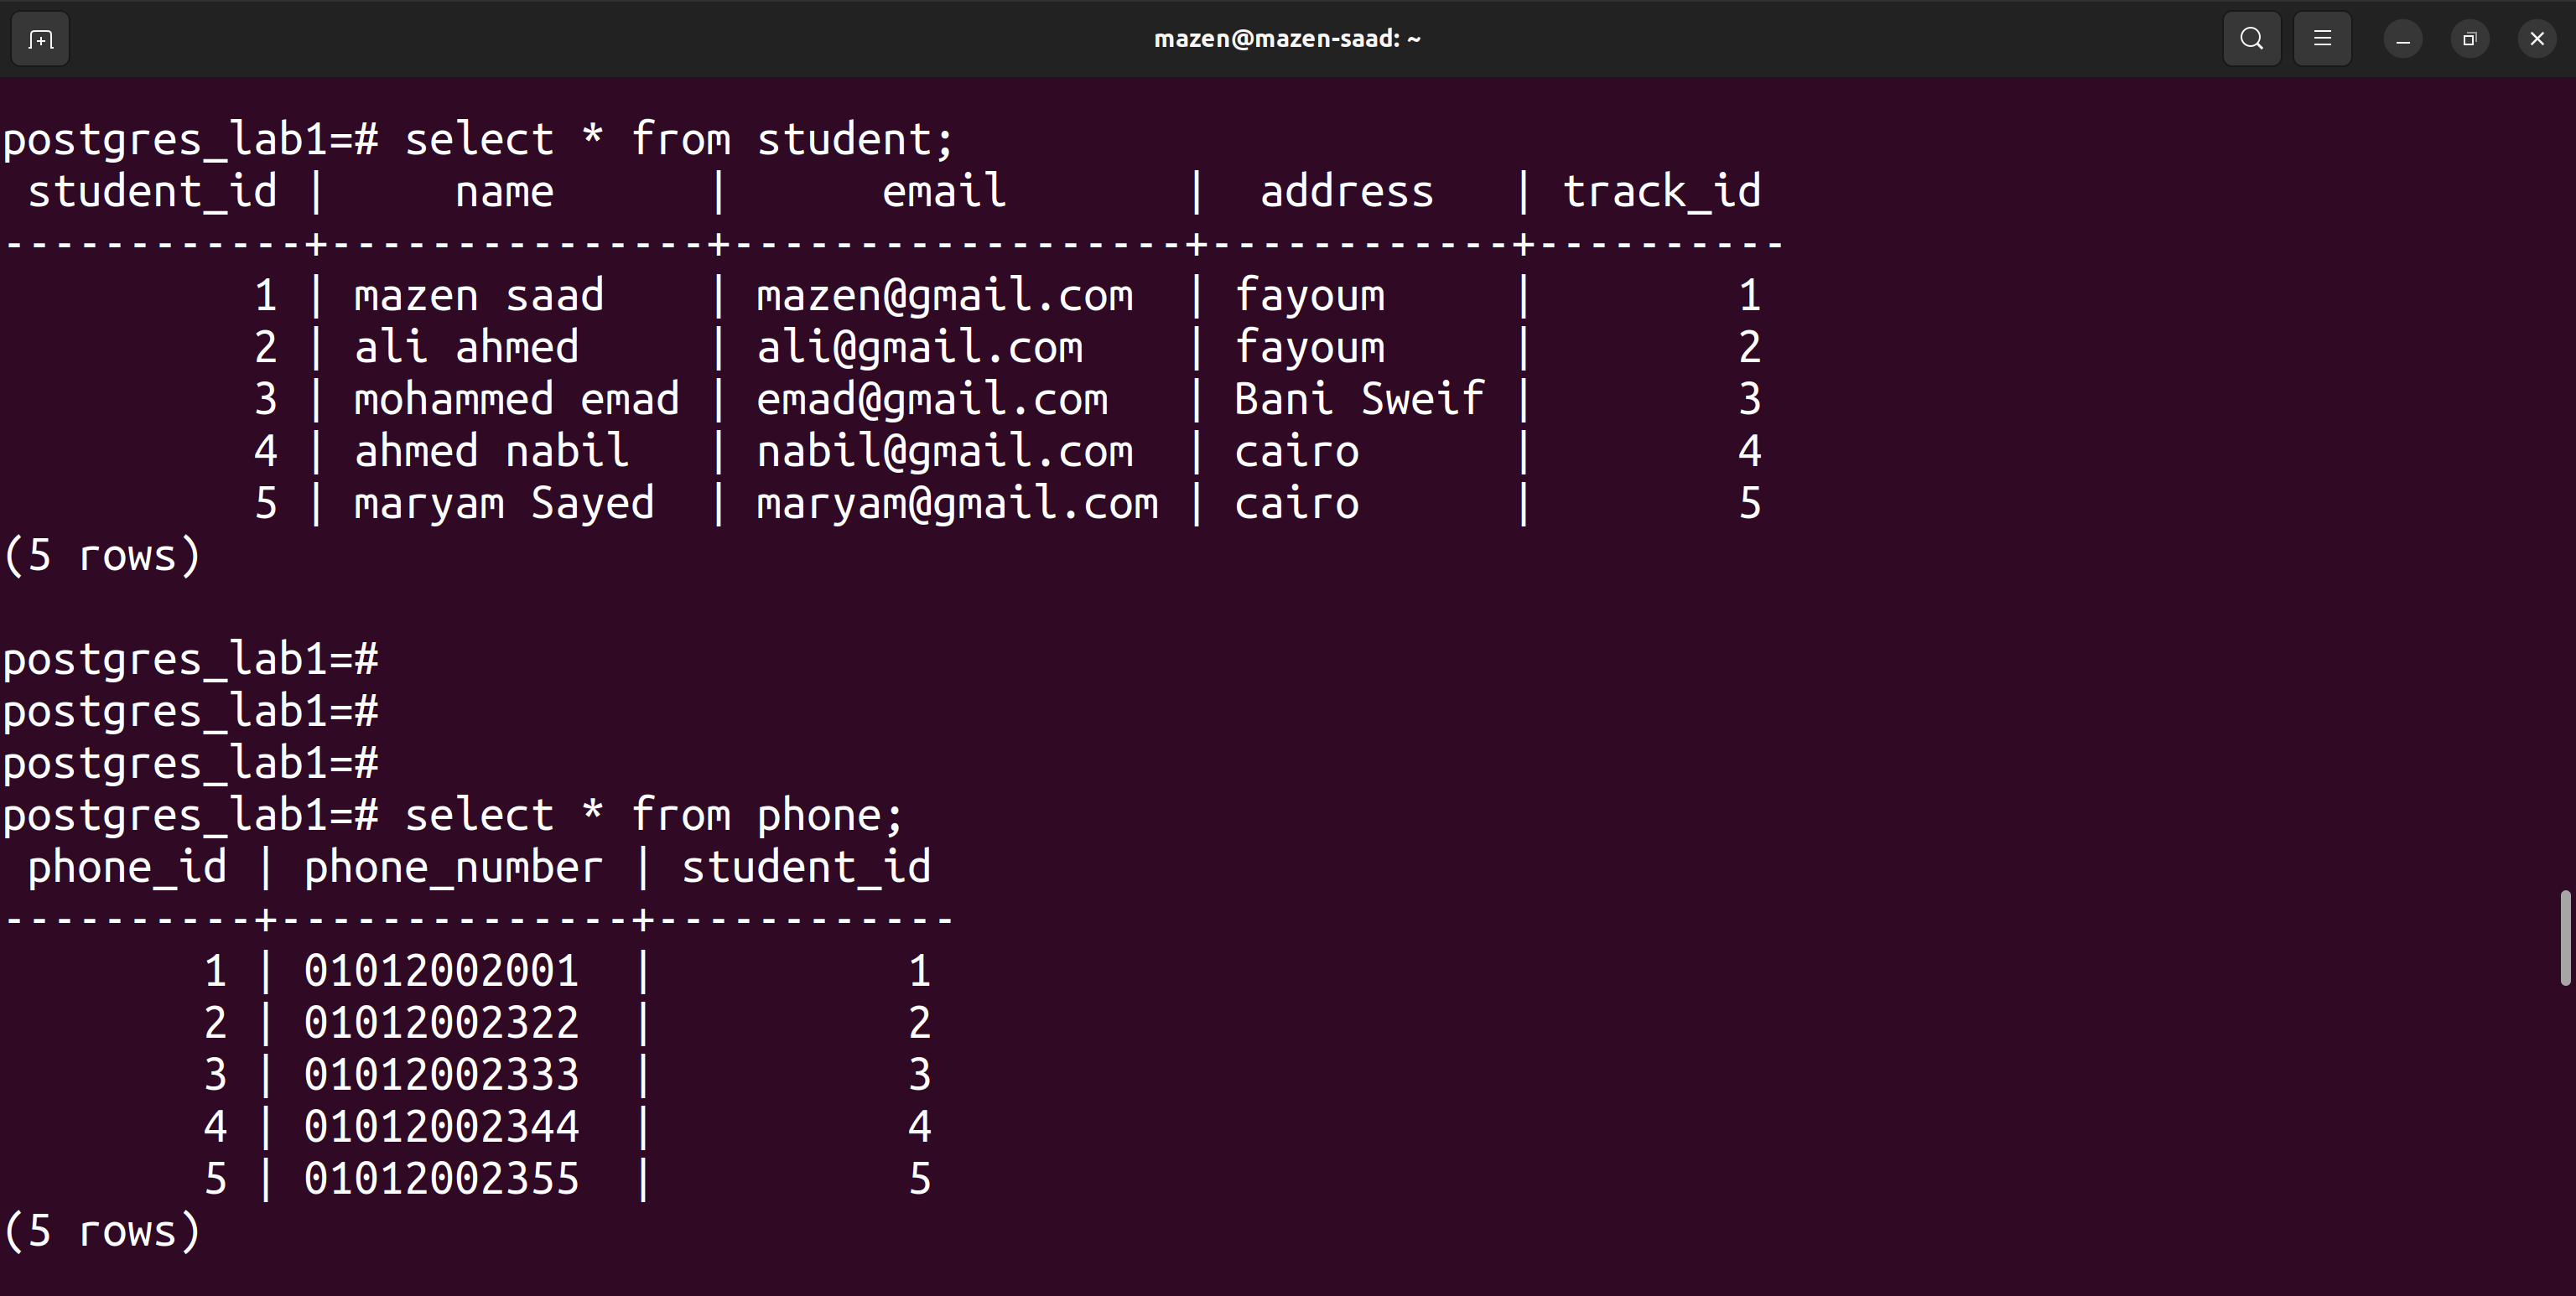 mazen@mazen-saad: ~
postgres_lab1=# select * from student;
 student_id |     name      |      email       |  address   | track_id
------------+---------------+------------------+------------+----------
          1 | mazen saad    | mazen@gmail.com  | fayoum     |        1
          2 | ali ahmed     | ali@gmail.com    | fayoum     |        2
          3 | mohammed emad | emad@gmail.com   | Bani Sweif |        3
          4 | ahmed nabil   | nabil@gmail.com  | cairo      |        4
          5 | maryam Sayed  | maryam@gmail.com | cairo      |        5
(5 rows)
postgres_lab1=#
postgres_lab1=#
postgres_lab1=#
postgres_lab1=# select * from phone;
 phone_id | phone_number | student_id
----------+--------------+------------
        1 | 01012002001  |          1
        2 | 01012002322  |          2
        3 | 01012002333  |          3
        4 | 01012002344  |          4
        5 | 01012002355  |          5
(5 rows)